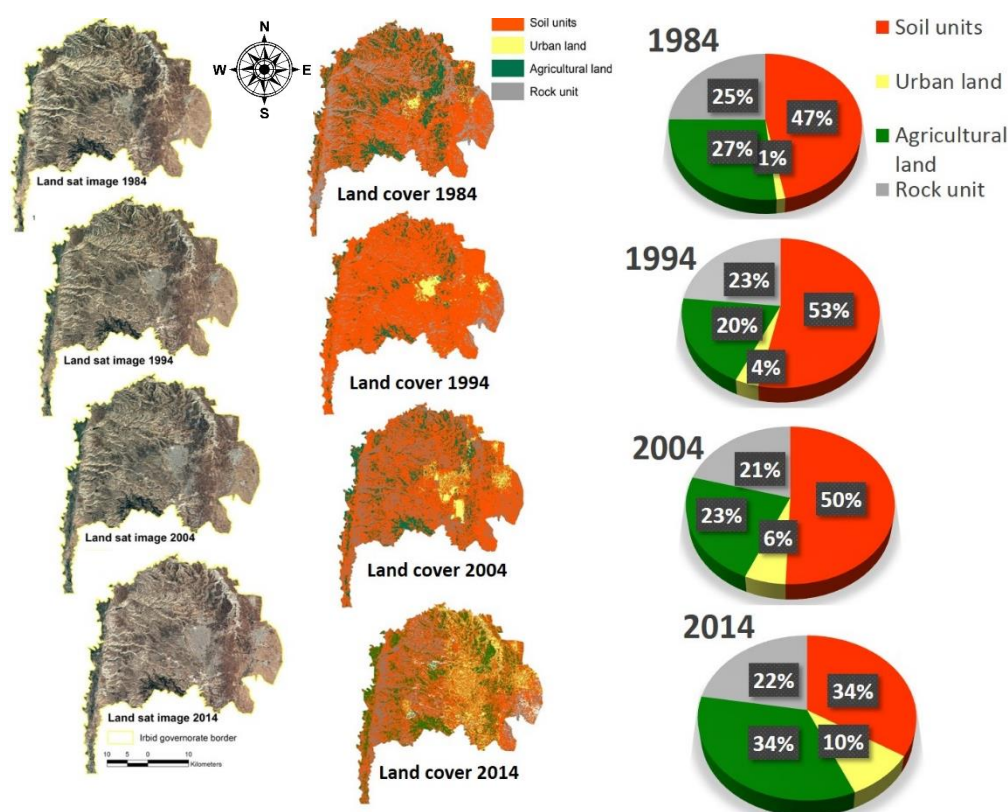 N
W E
S
Land sat image 1984
1
Land sat image 1994
Land sat image 2004
Land sat image 2014
Irbid governorate border
10 5 0 10
Kilometers
Soil units
Urban land
Agricultural land
Rock unit
Land cover 1984
Land cover 1994
Land cover 2004
Land cover 2014
1984
25%
47%
27%
1%
Soil units
Urban land
Agricultural
land
Rock unit
1994
23%
53%
20%
4%
2004
21%
50%
23%
6%
2014
22%
34%
34%
10%